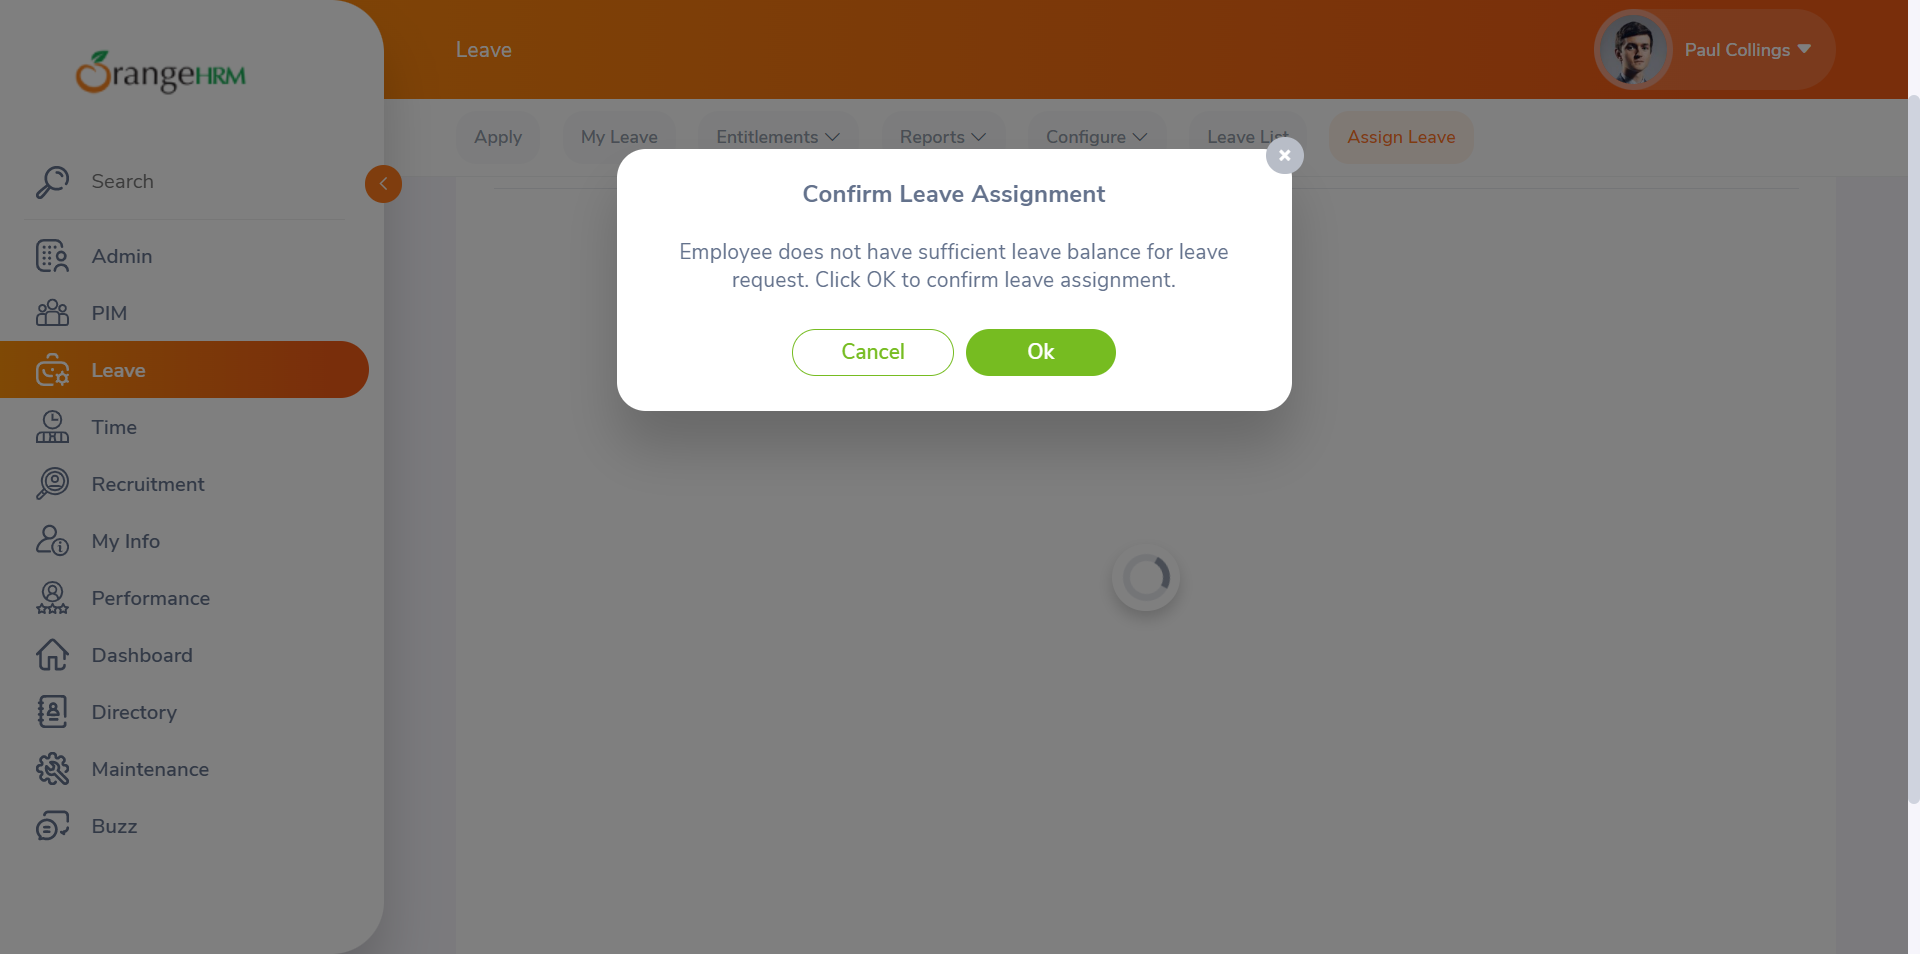 OrangeHRM
Leave
Paul Collings
Apply
My Leave
Entitlements
Reports
Configure
Leave List
Assign Leave
Search
Admin
PIM
Leave
Time
Recruitment
My Info
Performance
Dashboard
Directory
Maintenance
Buzz
Confirm Leave Assignment
Employee does not have sufficient leave balance for leave
request. Click OK to confirm leave assignment.
Cancel
Ok